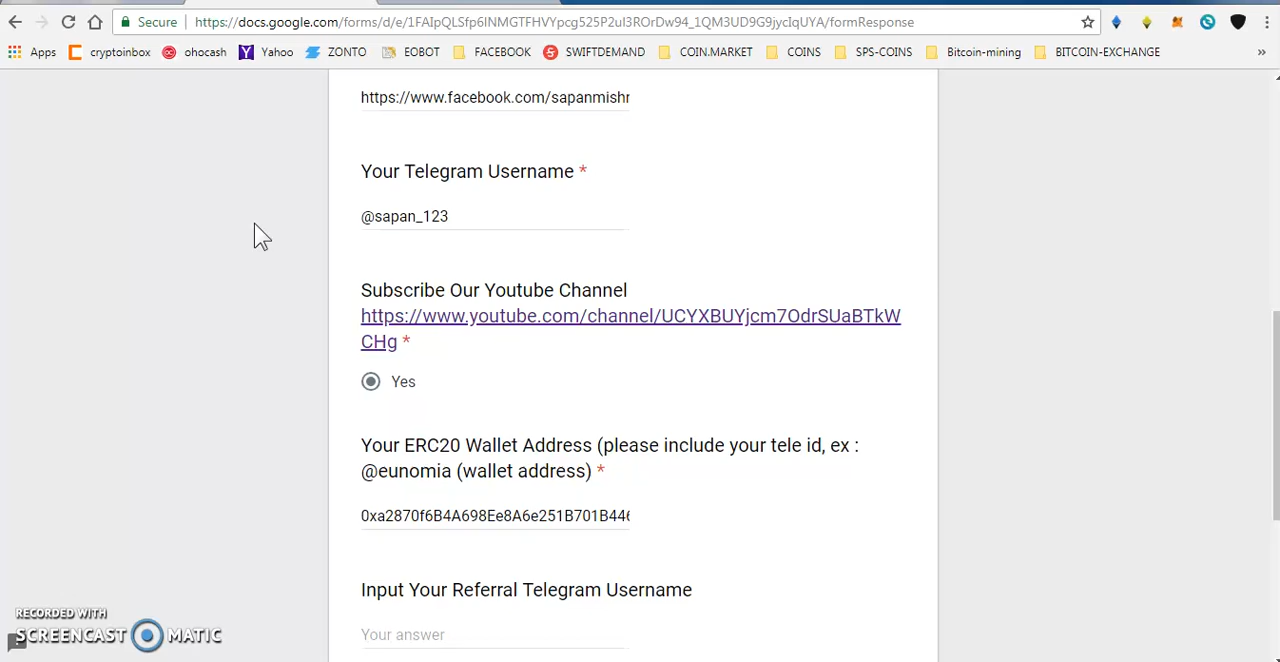 Secure https://docs.google.com/forms/d/e/1FAIpQLSfp6lNMGTFHVYpcg525P2ul3ROrDw94_1QM3UD9G9jycIqUYA/formResponse
Apps cryptoinbox ohocash Yahoo ZONTO EOBOT FACEBOOK SWIFTDEMAND COIN.MARKET COINS SPS-COINS Bitcoin-mining BITCOIN-EXCHANGE »
https://www.facebook.com/sapanmishr
Your Telegram Username *
@sapan_123
Subscribe Our Youtube Channel
https://www.youtube.com/channel/UCYXBUYjcm7OdrSUaBTkW
CHg *
Yes
Your ERC20 Wallet Address (please include your tele id, ex :
@eunomia (wallet address) *
0xa2870f6B4A698Ee8A6e251B701B446
Input Your Referral Telegram Username
Your answer
RECORDED WITH
SCREENCAST MATIC